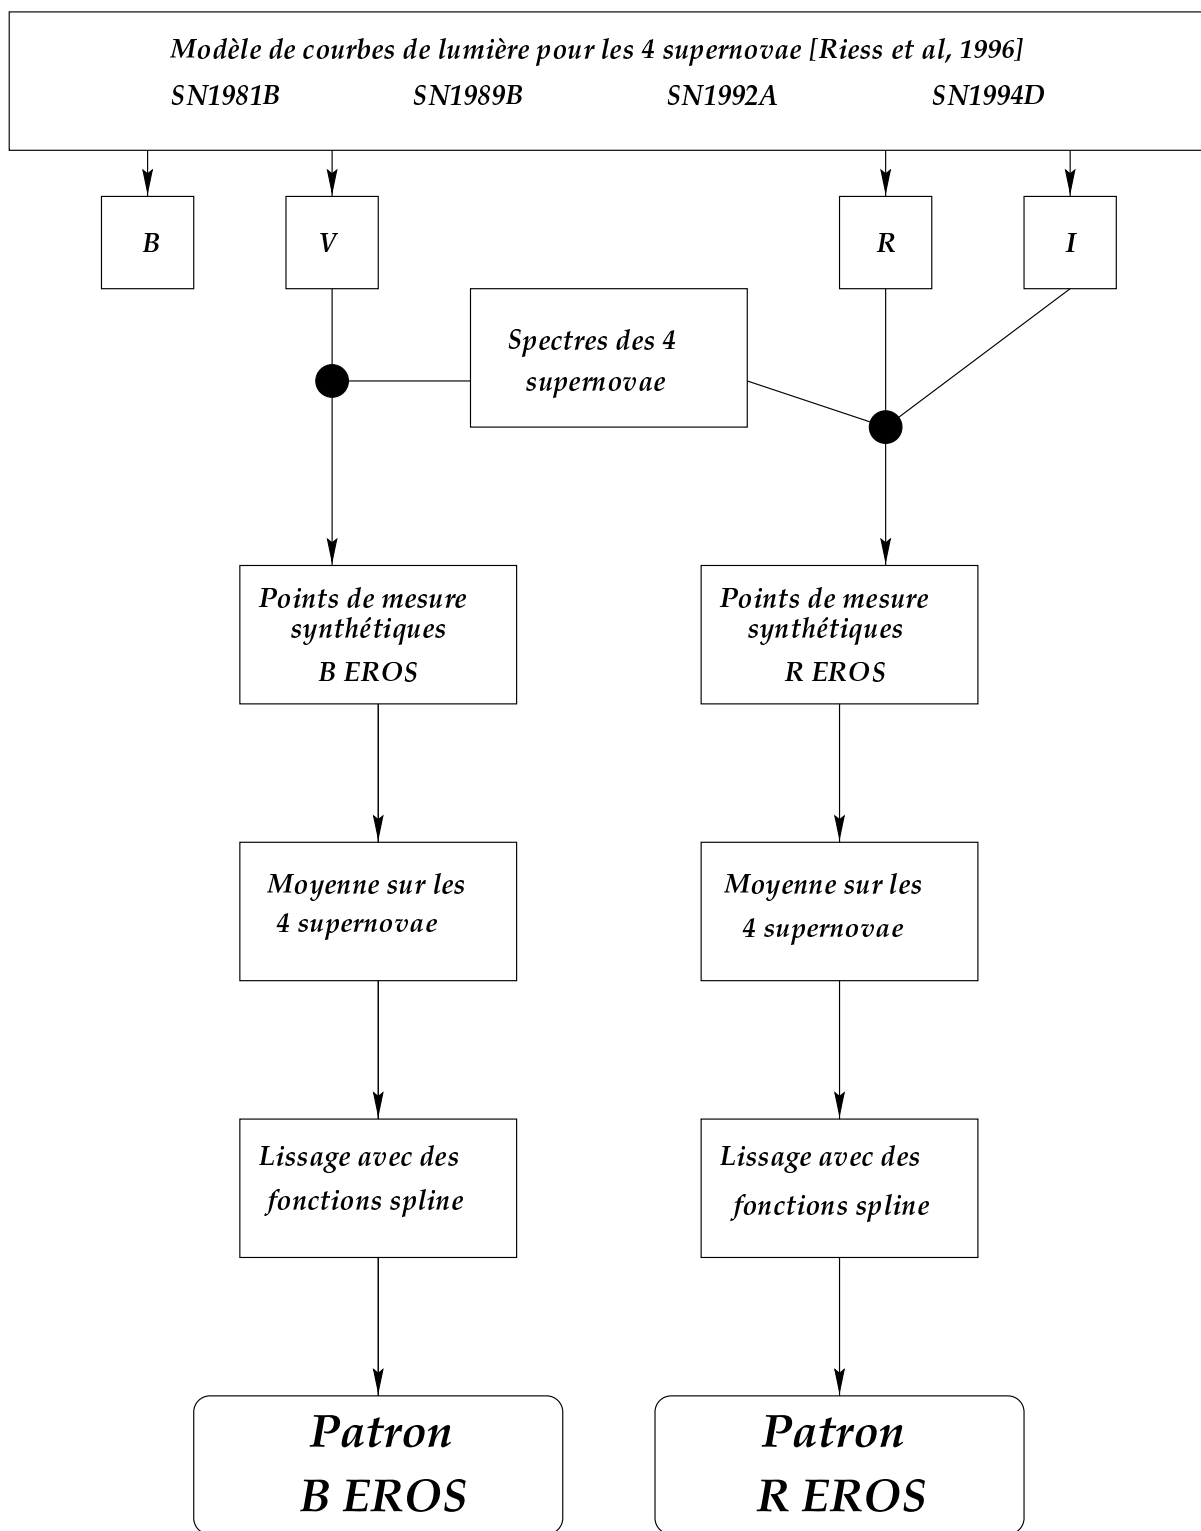 Modèle de courbes de lumière pour les 4 supernovae [Riess et al, 1996]
SN1981B SN1989B SN1992A SN1994D
B V R I
Spectres des 4
supernovae
Points de mesure
synthétiques
B EROS
Points de mesure
synthétiques
R EROS
Moyenne sur les
4 supernovae
Moyenne sur les
4 supernovae
Lissage avec des
fonctions spline
Lissage avec des
fonctions spline
Patron
B EROS
Patron
R EROS